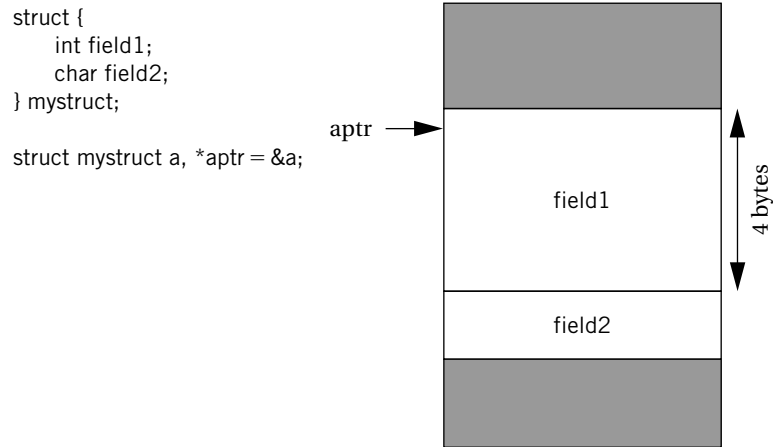 struct {
int field1;
char field2;
} mystruct;
struct mystruct a, *aptr = &a;
aptr
field1
4 bytes
field2